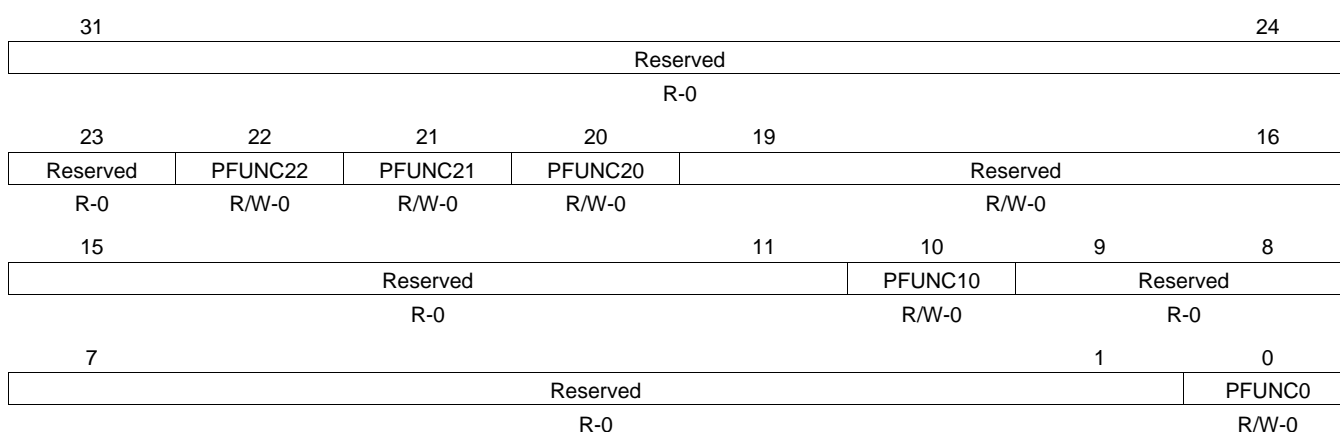 31 24
Reserved
R-0
23 22 21 20 19 16
Reserved PFUNC22 PFUNC21 PFUNC20 Reserved
R-0 R/W-0 R/W-0 R/W-0 R/W-0
15 11 10 9 8
Reserved PFUNC10 Reserved
R-0 R/W-0 R-0
7 1 0
Reserved PFUNC0
R-0 R/W-0